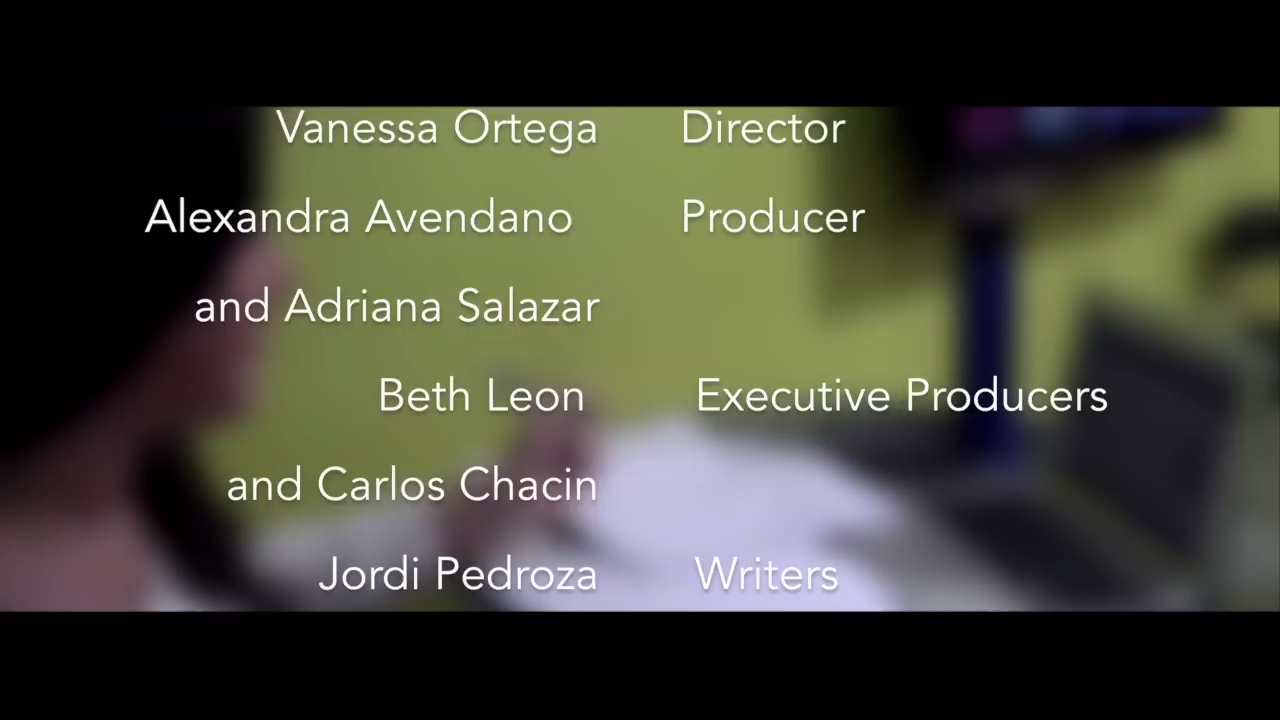 Vanessa Ortega Director
Alexandra Avendano Producer
and Adriana Salazar
Beth Leon Executive Producers
and Carlos Chacin
Jordi Pedroza Writers